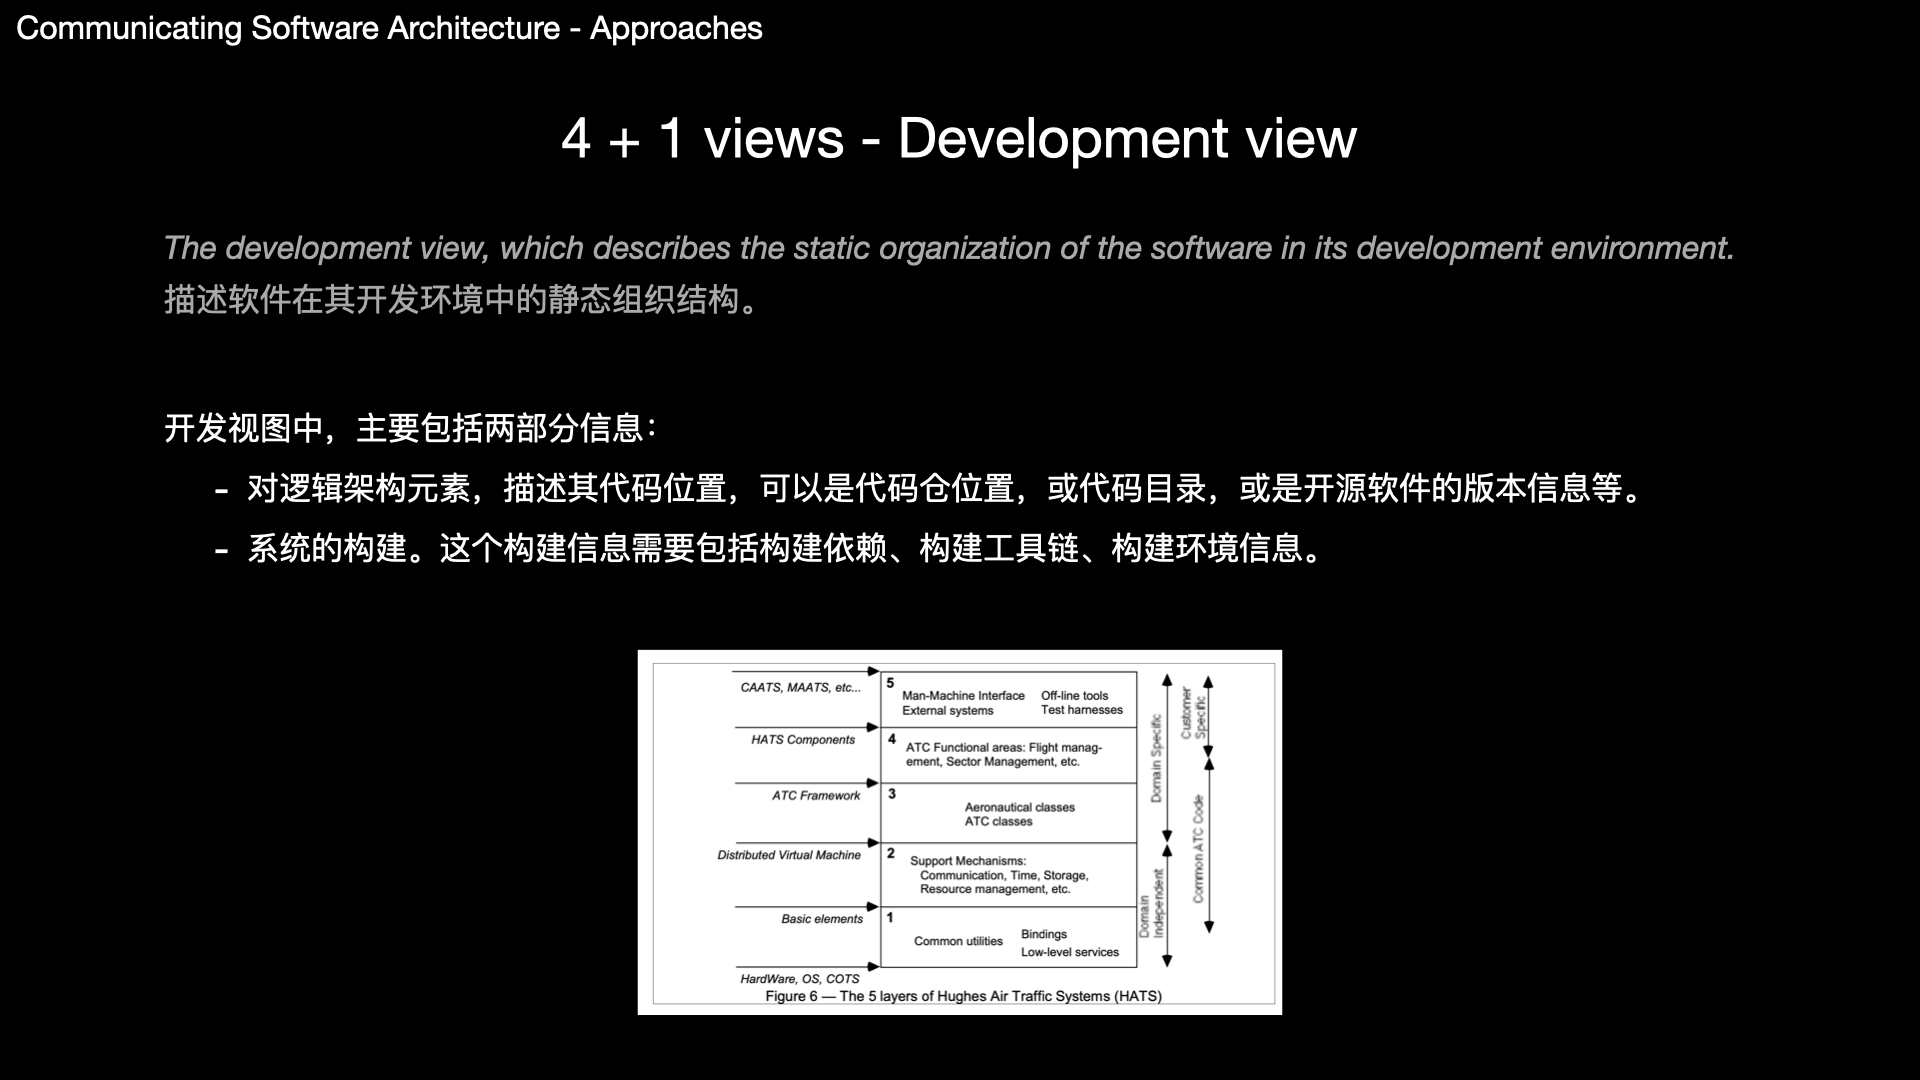 Communicating Software Architecture - Approaches
4 + 1 views - Development view
The development view, which describes the static organization of the software in its development environment.
描述软件在其开发环境中的静态组织结构。
开发视图中，主要包括两部分信息：
- 对逻辑架构元素，描述其代码位置，可以是代码仓位置，或代码目录，或是开源软件的版本信息等。
- 系统的构建。这个构建信息需要包括构建依赖、构建工具链、构建环境信息。
CAATS, MAATS, etc...
5
Man-Machine Interface
External systems
Off-line tools
Test harnesses
HATS Components
4
ATC Functional areas: Flight manag-
ement, Sector Management, etc.
ATC Framework
3
Aeronautical classes
ATC classes
Distributed Virtual Machine
2
Support Mechanisms:
Communication, Time, Storage,
Resource management, etc.
Basic elements
1
Common utilities
Bindings
Low-level services
HardWare, OS, COTS
Domain Specific
Customer
Specific
Common ATC Code
Domain
Independent
Figure 6 — The 5 layers of Hughes Air Traffic Systems (HATS)